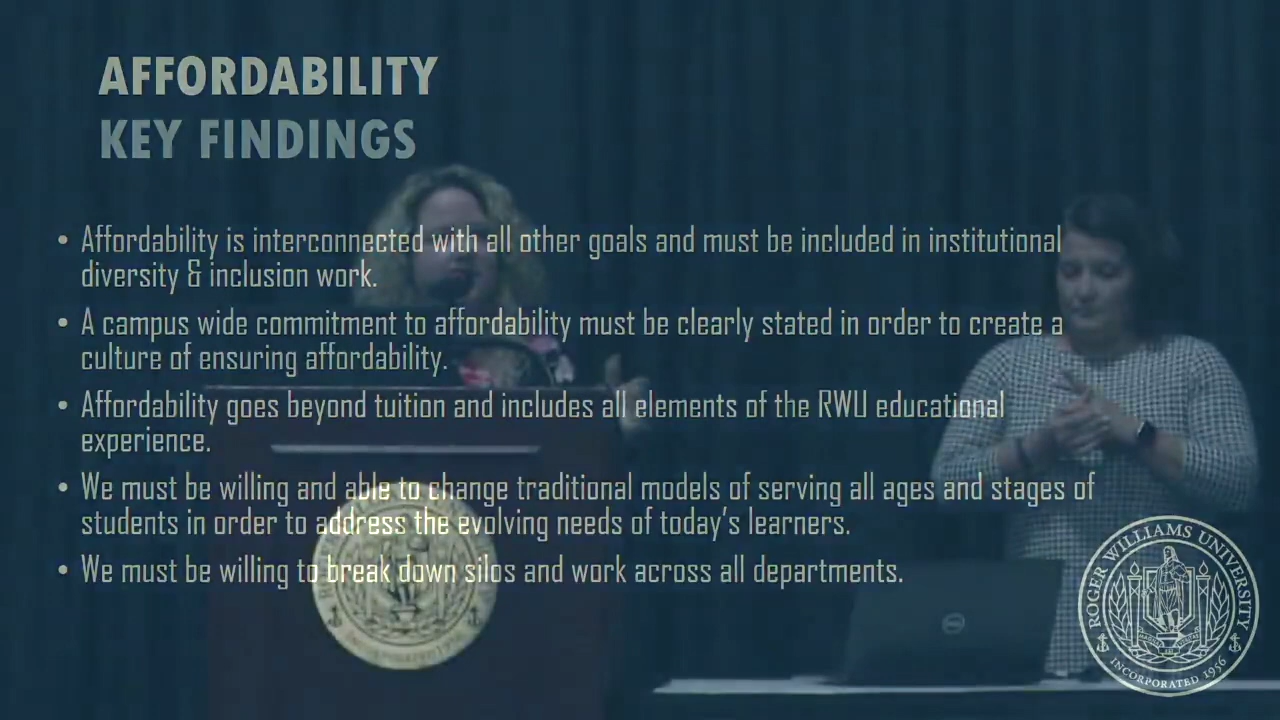 AFFORDABILITY
KEY FINDINGS
• Affordability is interconnected with all other goals and must be included in institutional
diversity & inclusion work.
• A campus wide commitment to affordability must be clearly stated in order to create a
culture of ensuring affordability.
• Affordability goes beyond tuition and includes all elements of the RWU educational
experience.
• We must be willing and able to change traditional models of serving all ages and stages of
students in order to address the evolving needs of today's learners.
• We must be willing to break down silos and work across all departments.
ROGER WILLIAMS UNIVERSITY
INCORPORATED 1956
DELL